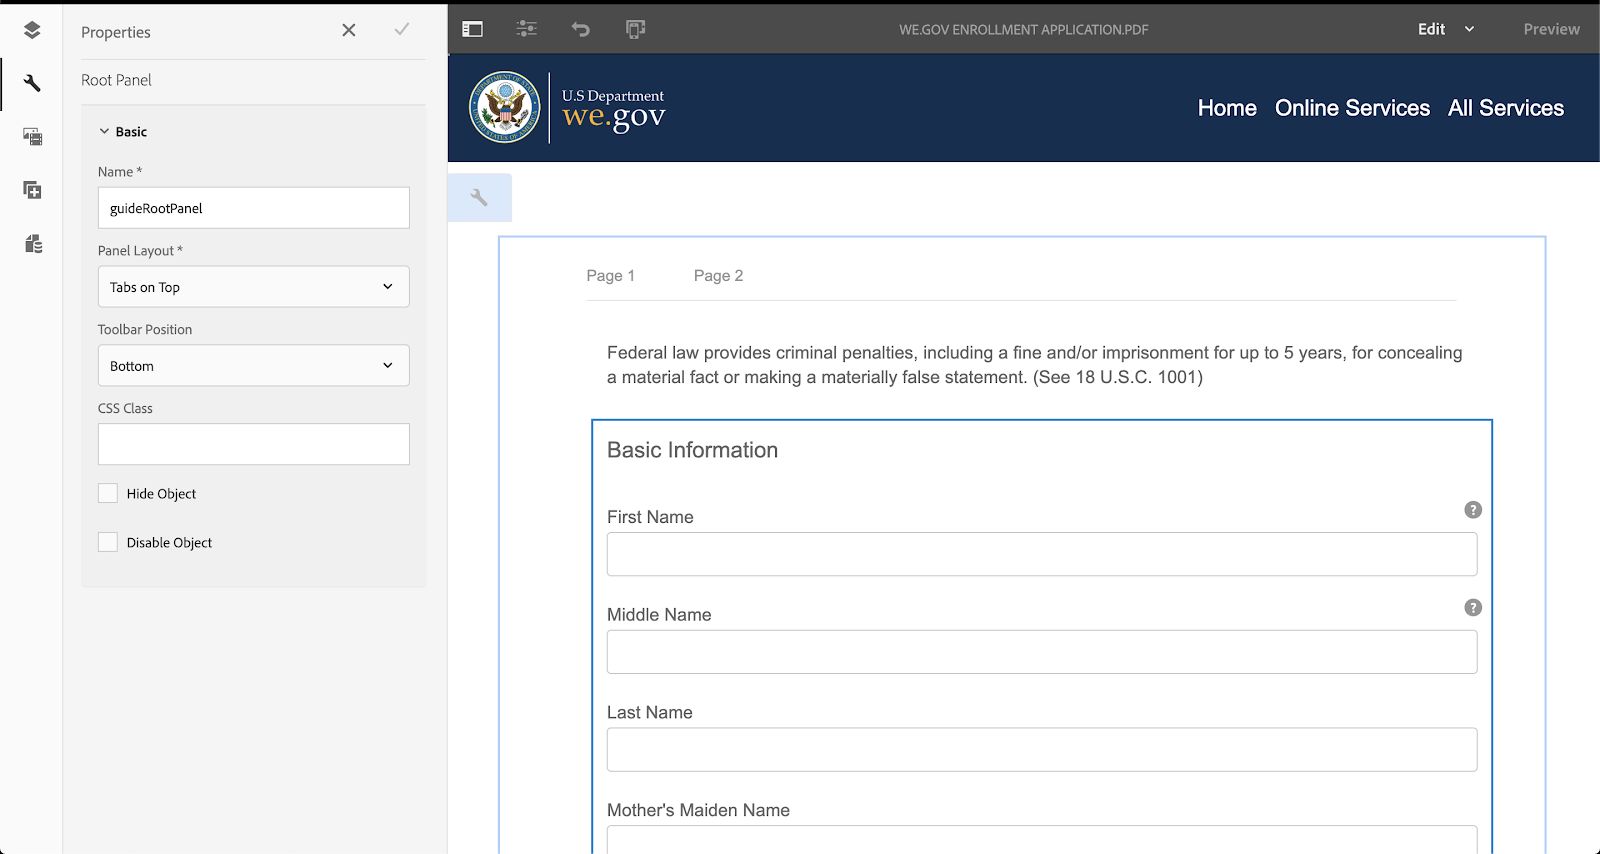 Properties
Root Panel
Basic
Name *
guideRootPanel
Panel Layout *
Tabs on Top
Toolbar Position
Bottom
CSS Class
Hide Object
Disable Object
WE.GOV ENROLLMENT APPLICATION.PDF
Edit
Preview
U.S Department
we.gov
Home Online Services All Services
Page 1 Page 2
Federal law provides criminal penalties, including a fine and/or imprisonment for up to 5 years, for concealing
a material fact or making a materially false statement. (See 18 U.S.C. 1001)
Basic Information
First Name
?
Middle Name
?
Last Name
Mother's Maiden Name